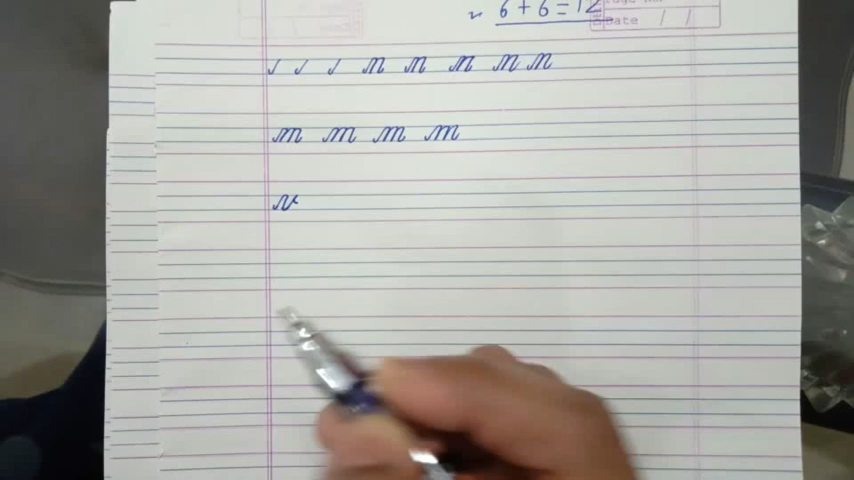 ~ 6 + 6 = 12
Date / /
✓ ✓ ✓ n n n n n
m m m m
v